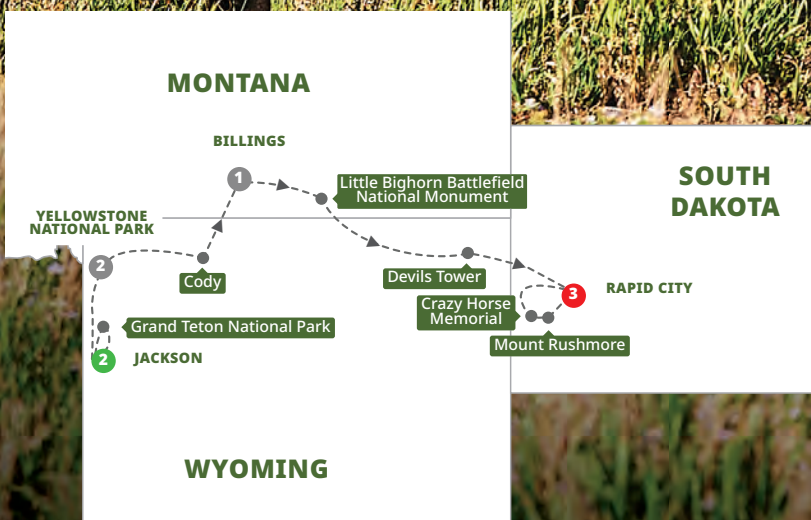 MONTANA
BILLINGS
1
Little Bighorn Battlefield
National Monument
SOUTH
DAKOTA
YELLOWSTONE
NATIONAL PARK
2
Cody
Devils Tower
3
RAPID CITY
Crazy Horse
Memorial
Mount Rushmore
Grand Teton National Park
2
JACKSON
WYOMING